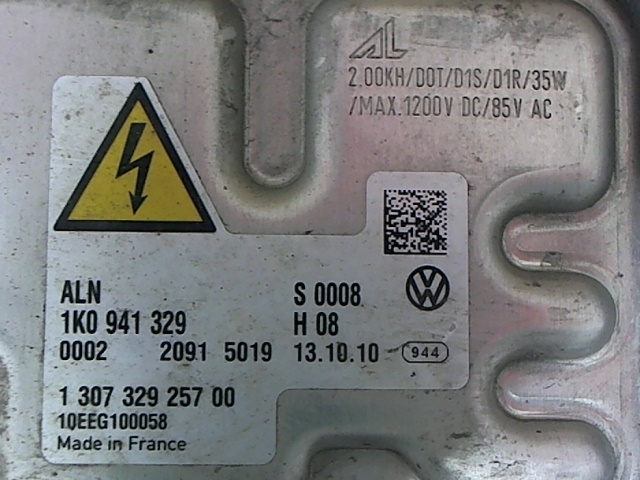 AL
2.00KH/DOT/D1S/D1R/35W
/MAX.1200V DC/85V AC
ALN S 0008
1K0 941 329 H 08
0002 2091 5019 13.10.10 944
1 307 329 257 00
10EEG100058
Made in France